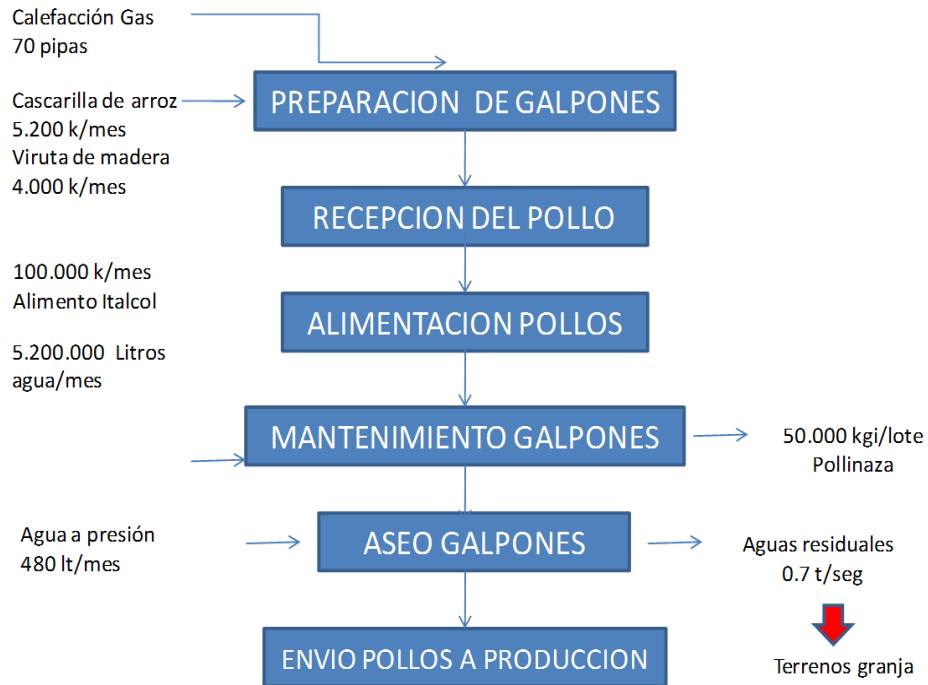 Calefacción Gas
70 pipas
PREPARACION DE GALPONES
Cascarilla de arroz
5.200 k/mes
Viruta de madera
4.000 k/mes
RECEPCION DEL POLLO
100.000 k/mes
Alimento Italcol
ALIMENTACION POLLOS
5.200.000 Litros
agua/mes
MANTENIMIENTO GALPONES
50.000 kgi/lote
Pollinaza
Agua a presión
480 lt/mes
ASEO GALPONES
Aguas residuales
0.7 t/seg
ENVIO POLLOS A PRODUCCION
Terrenos granja